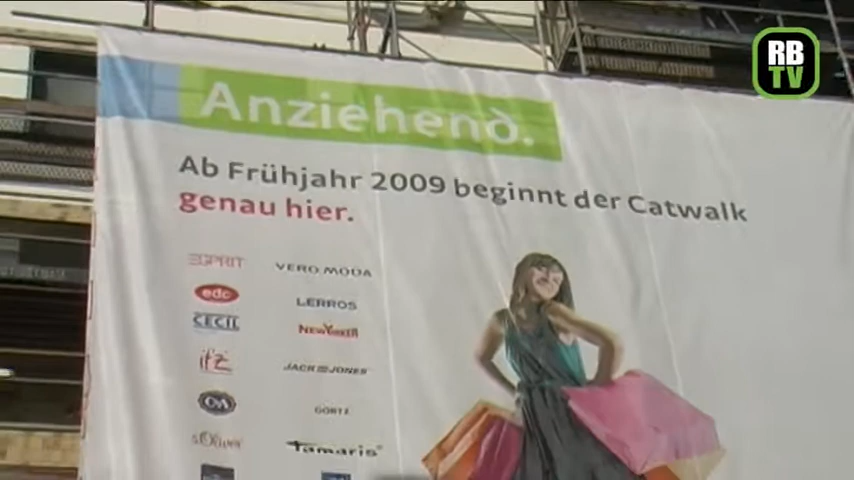 RB
TV
Anziehend.
Ab Frühjahr 2009 beginnt der Catwalk
genau hier.
ESPRIT
VERO MODA
edc
LERROS
CECIL
NEW YORKER
JACK JONES
GÖRTZ
s.Oliver
Tamaris